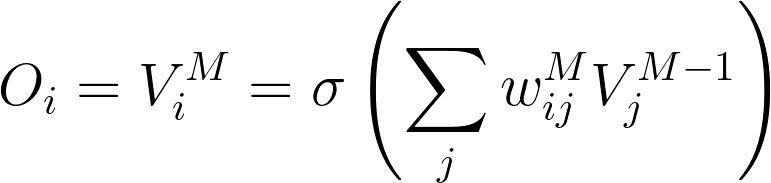 O_i = V_i^M = σ ( ∑_j w_{ij}^M V_j^{M−1} )